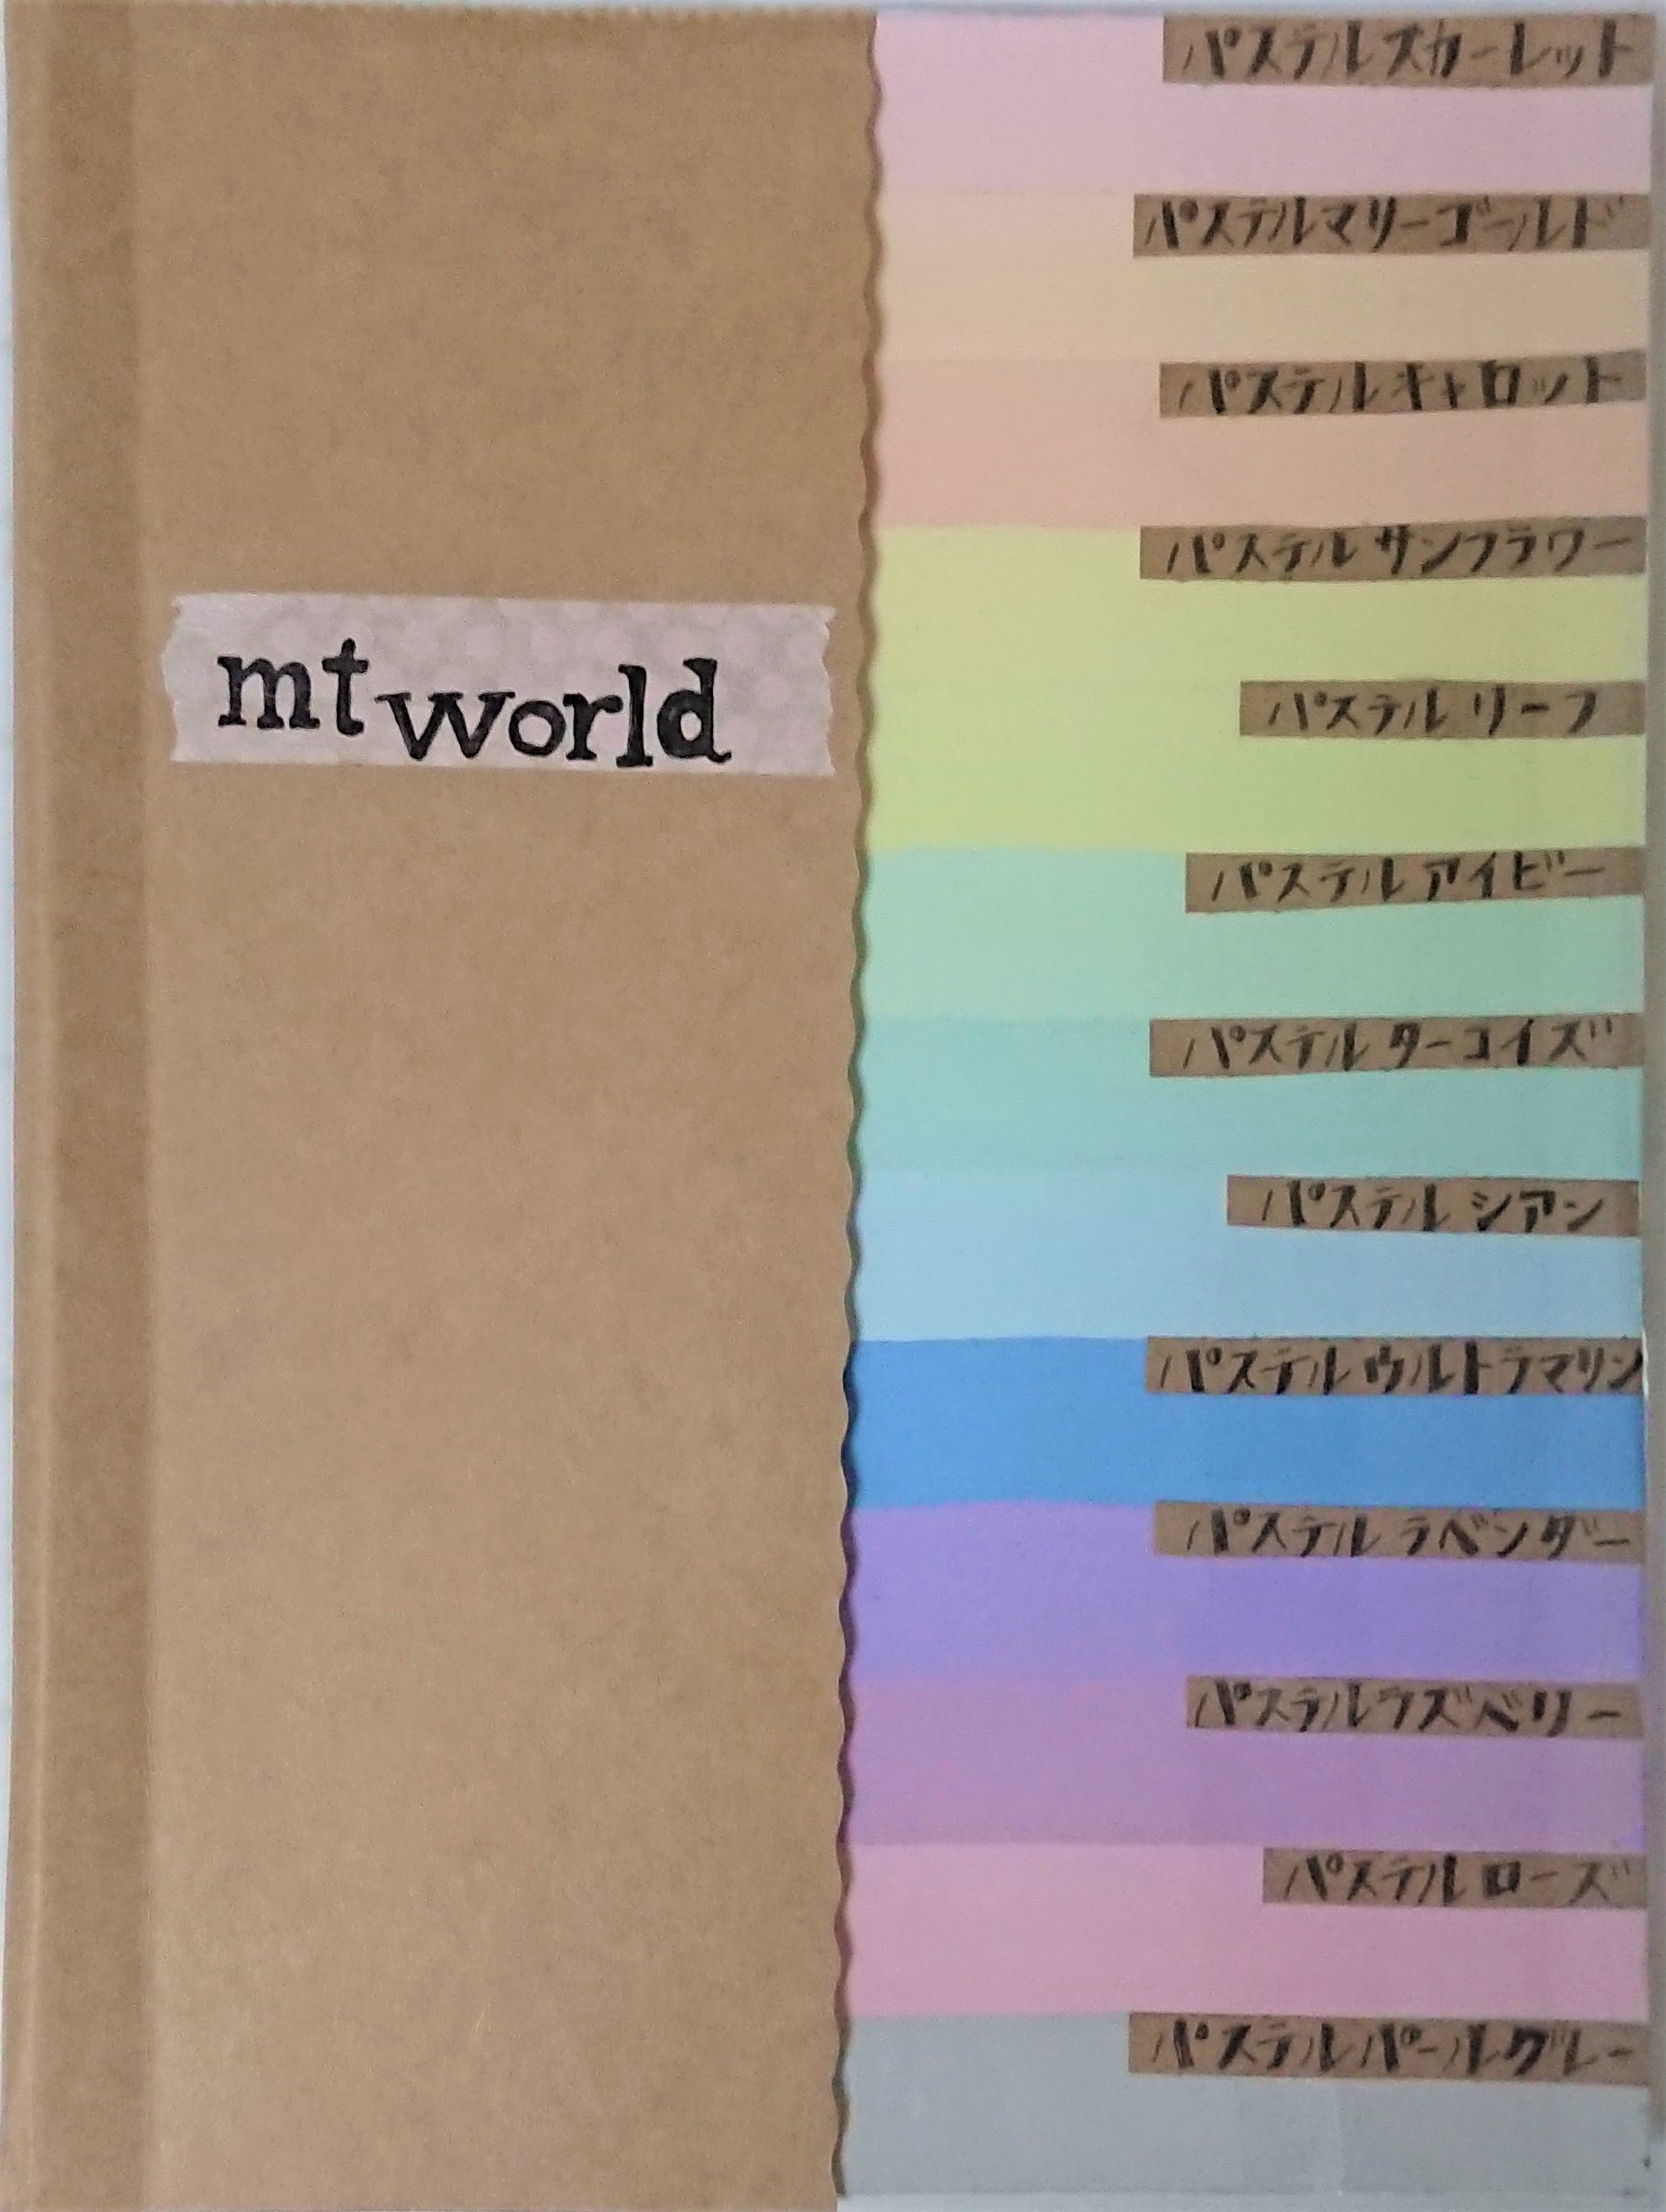 mt world
パステル スカーレット
パステルマリーゴールド
パステル キャロット
パステル サンフラワー
パステル リーフ
パステル アイビー
パステル ターコイズ
パステル シアン
パステル ウルトラマリン
パステル ラベンダー
パステルラズベリー
パステル ローズ
パステルパールグレー